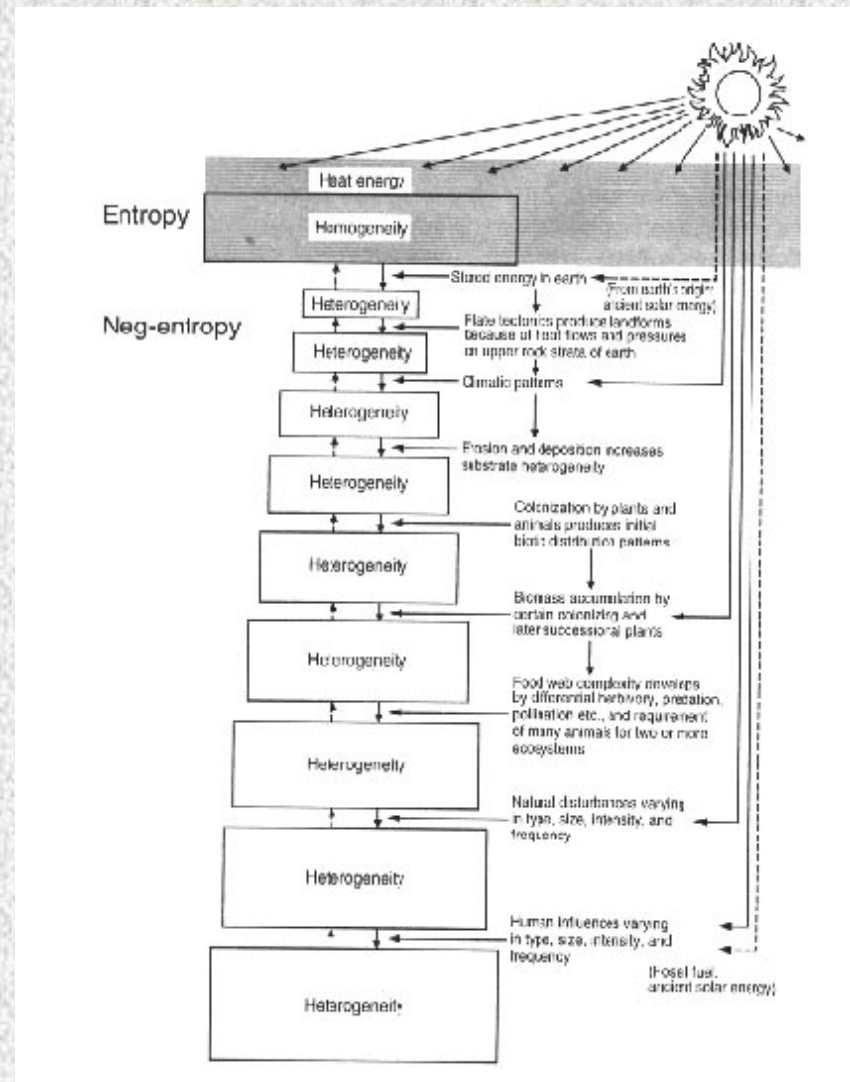 Heat energy
Entropy
Homogeneity
Stored energy in earth
(From earth's origin:
ancient solar energy)
Heterogeneity
Neg-entropy
Plate tectonics produce landforms
because of heat flows and pressures
on upper rock strata of earth
Heterogeneity
Climatic patterns
Heterogeneity
Erosion and deposition increases
substrate heterogeneity
Heterogeneity
Colonization by plants and
animals produces initial
biotic distribution patterns
Heterogeneity
Biomass accumulation by
certain colonizing and
later successional plants
Heterogeneity
Food web complexity develops
by differential herbivory, predation,
pollination etc., and requirement
of many animals for two or more
ecosystems
Heterogeneity
Natural disturbances varying
in type, size, intensity, and
frequency
Heterogeneity
Human influences varying
in type, size, intensity, and
frequency
(Fossil fuel:
ancient solar energy)
Heterogeneity